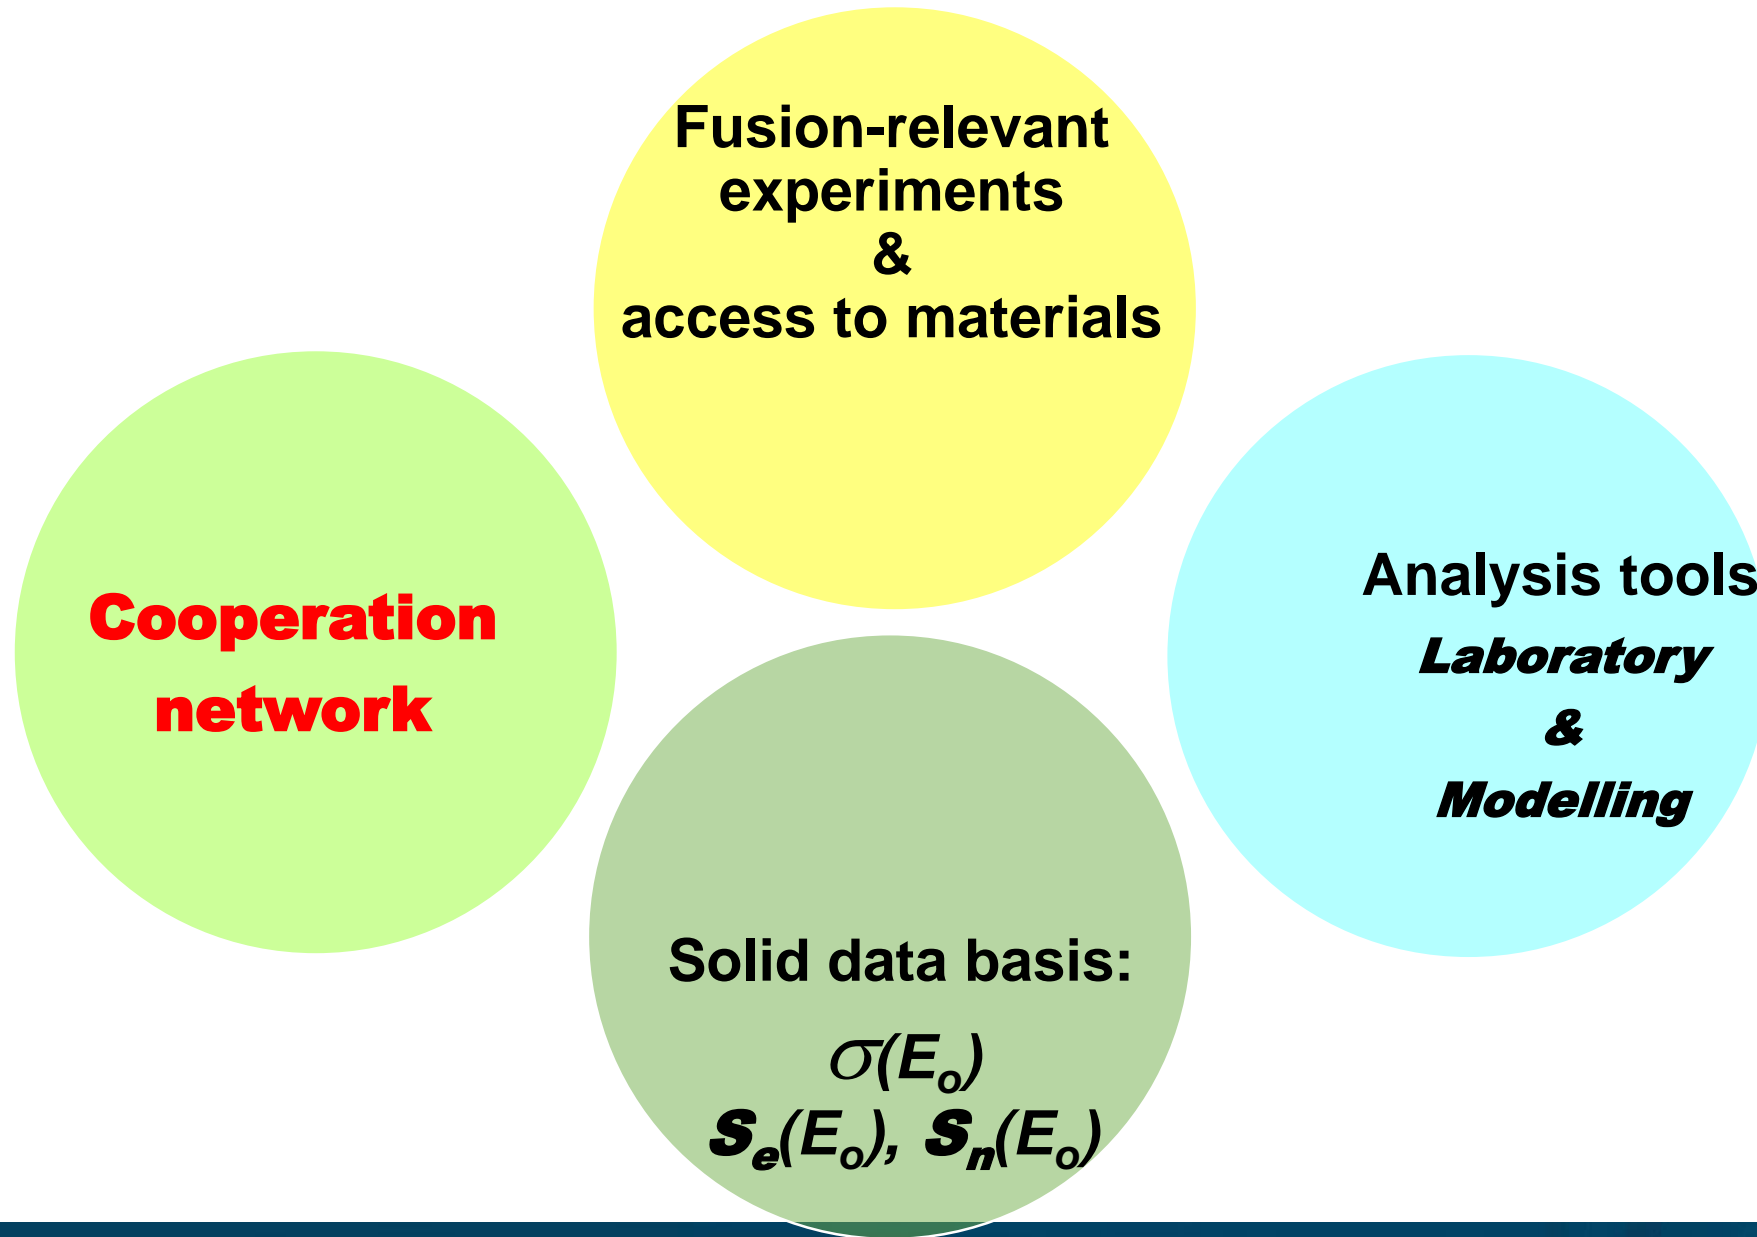 Fusion-relevant
experiments
&
access to materials
Cooperation
network
Analysis tools
Laboratory
&
Modelling
Solid data basis:
σ(Eo)
Se(Eo), Sn(Eo)